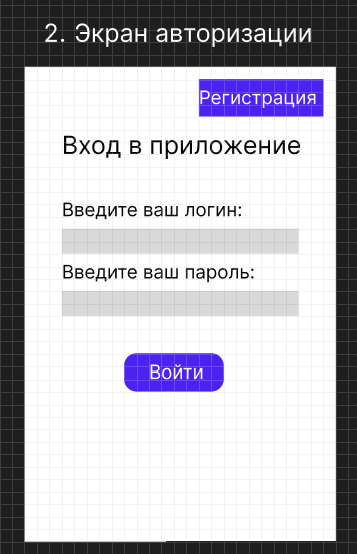 2. Экран авторизации
Регистрация
Вход в приложение
Введите ваш логин:
Введите ваш пароль:
Войти